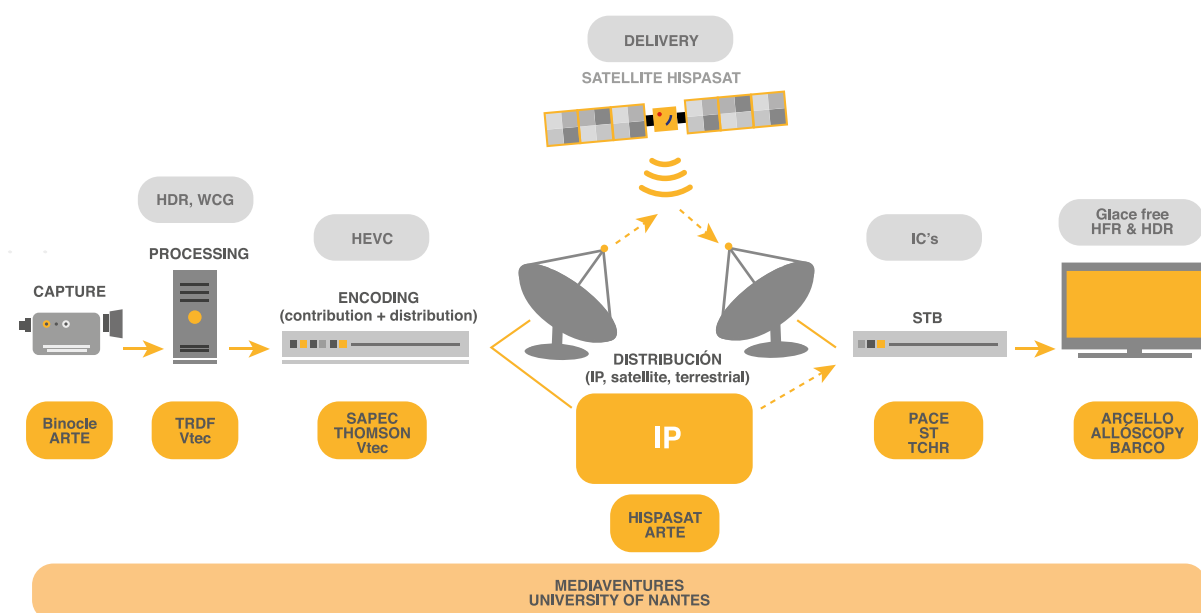 DELIVERY
SATELLITE HISPASAT
HDR, WCG
PROCESSING
HEVC
ENCODING
(contribution + distribution)
CAPTURE
IC's
STB
Glace free
HFR & HDR
DISTRIBUCIÓN
(IP, satellite, terrestrial)
IP
Binocle
ARTE
TRDF
Vtec
SAPEC
THOMSON
Vtec
HISPASAT
ARTE
PACE
ST
TCHR
ARCELLO
ALLÓSCOPY
BARCO
MEDIAVENTURES
UNIVERSITY OF NANTES